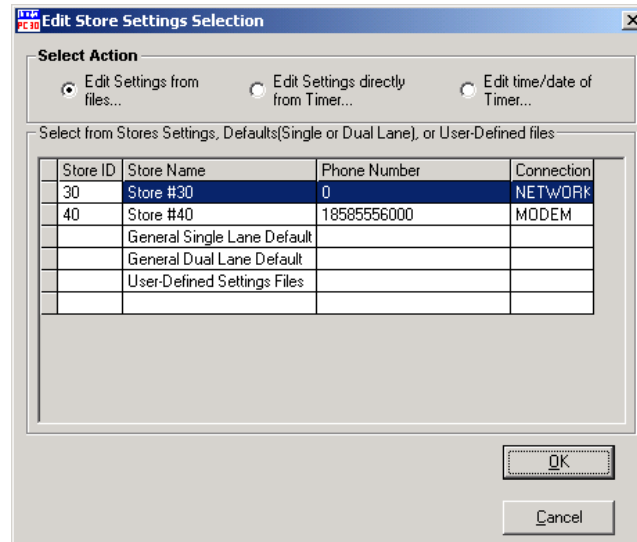 PC30 Edit Store Settings Selection
Select Action
Edit Settings from files...
Edit Settings directly from Timer...
Edit time/date of Timer...
Select from Stores Settings, Defaults(Single or Dual Lane), or User-Defined files
Store ID Store Name Phone Number Connection
30 Store #30 0 NETWORK
40 Store #40 18585556000 MODEM
General Single Lane Default
General Dual Lane Default
User-Defined Settings Files
OK
Cancel